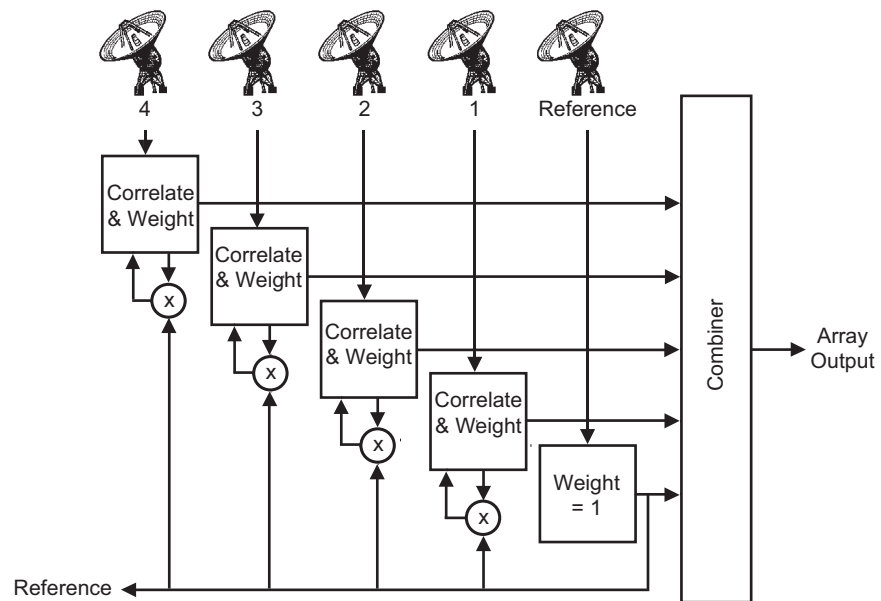 4
3
2
1
Reference
Correlate
& Weight
Correlate
& Weight
Correlate
& Weight
Correlate
& Weight
Weight
= 1
x
x
x
x
Combiner
Array
Output
Reference